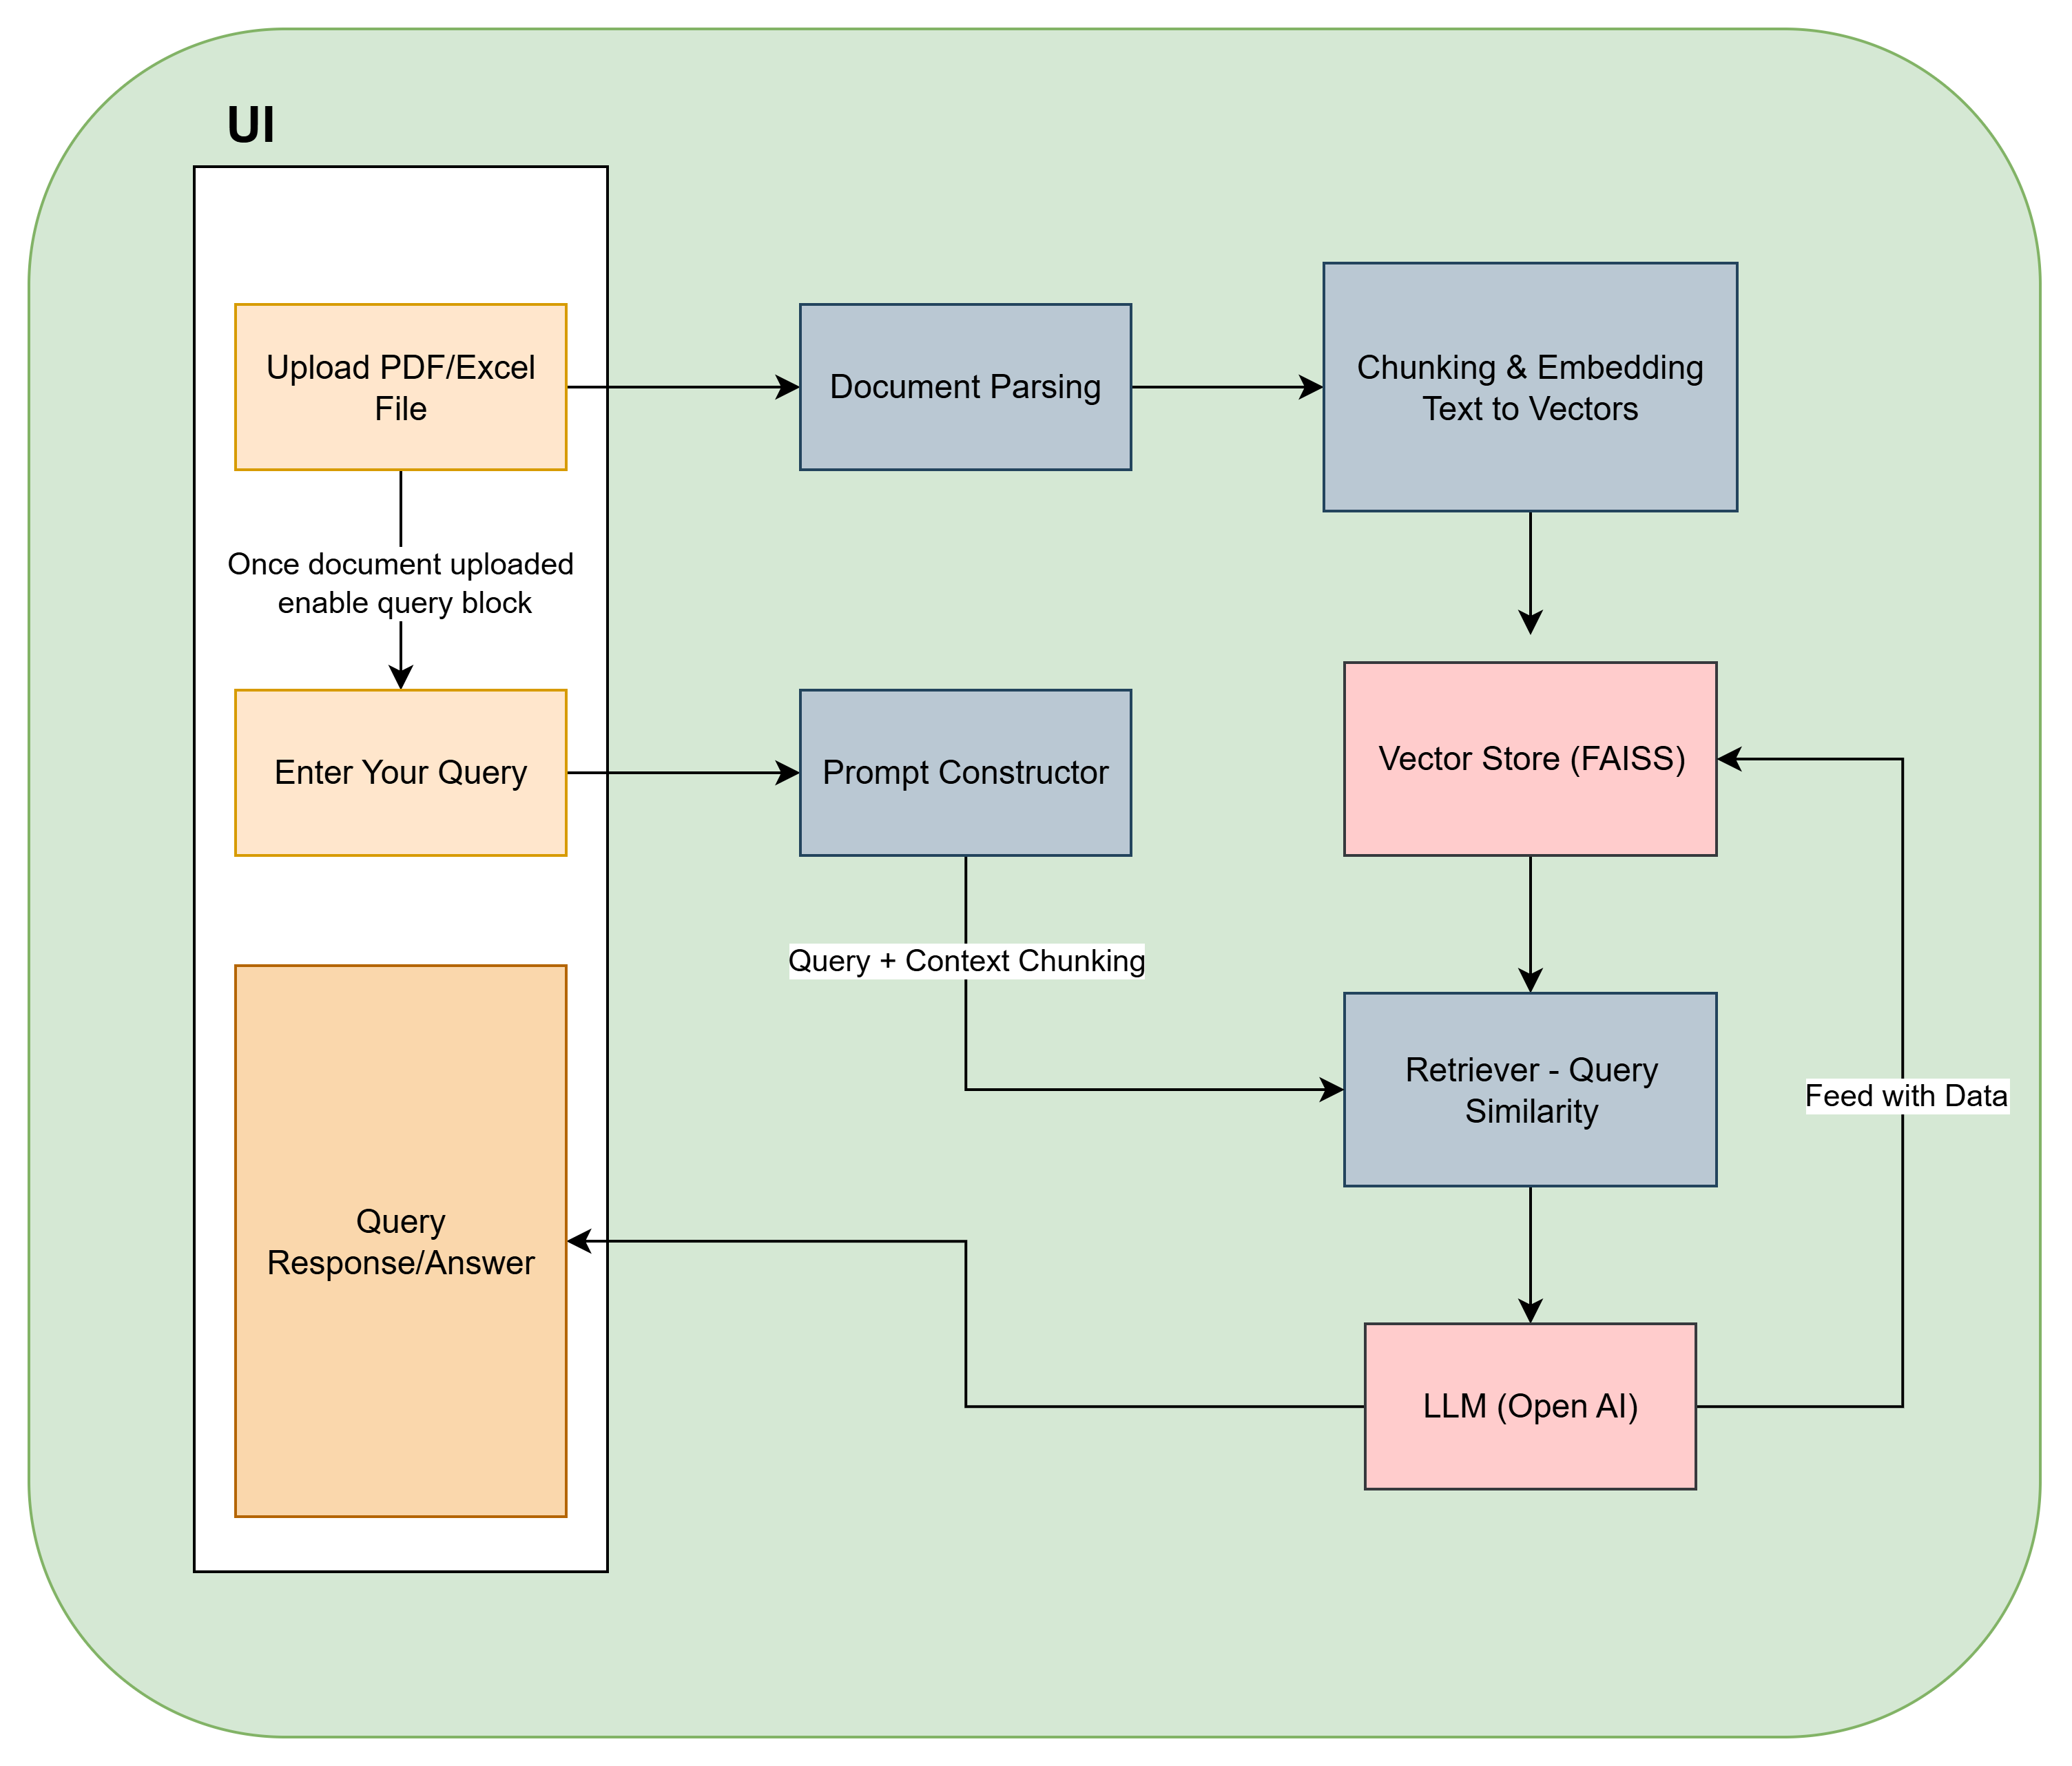 UI
Upload PDF/Excel
File
Document Parsing
Chunking & Embedding
Text to Vectors
Once document uploaded
enable query block
Enter Your Query
Prompt Constructor
Vector Store (FAISS)
Query + Context Chunking
Retriever - Query
Similarity
Feed with Data
Query
Response/Answer
LLM (Open AI)